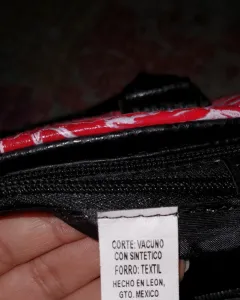 CORTE: VACUNO
CON SINTETICO
FORRO: TEXTIL
HECHO EN LEON,
GTO. MEXICO